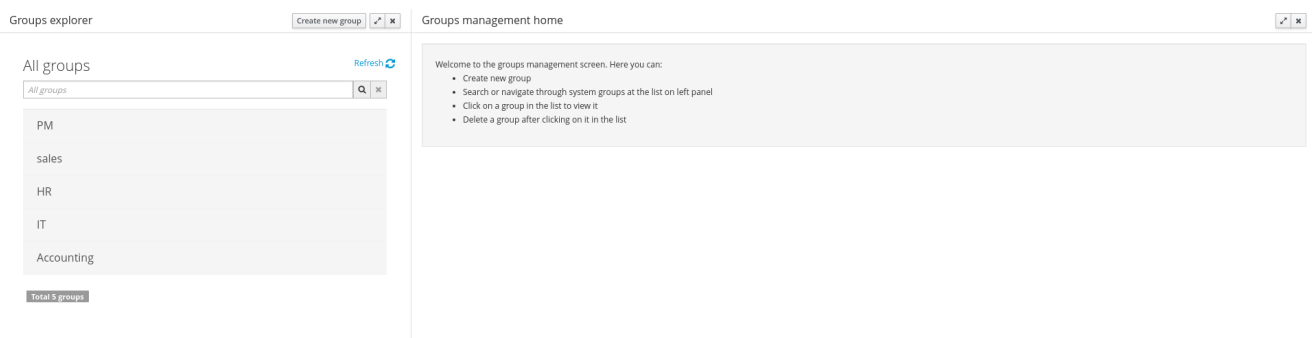 Groups explorer
Create new group
Groups management home
All groups
Refresh
All groups
PM
sales
HR
IT
Accounting
Total 5 groups
Welcome to the groups management screen. Here you can:
• Create new group
• Search or navigate through system groups at the list on left panel
• Click on a group in the list to view it
• Delete a group after clicking on it in the list